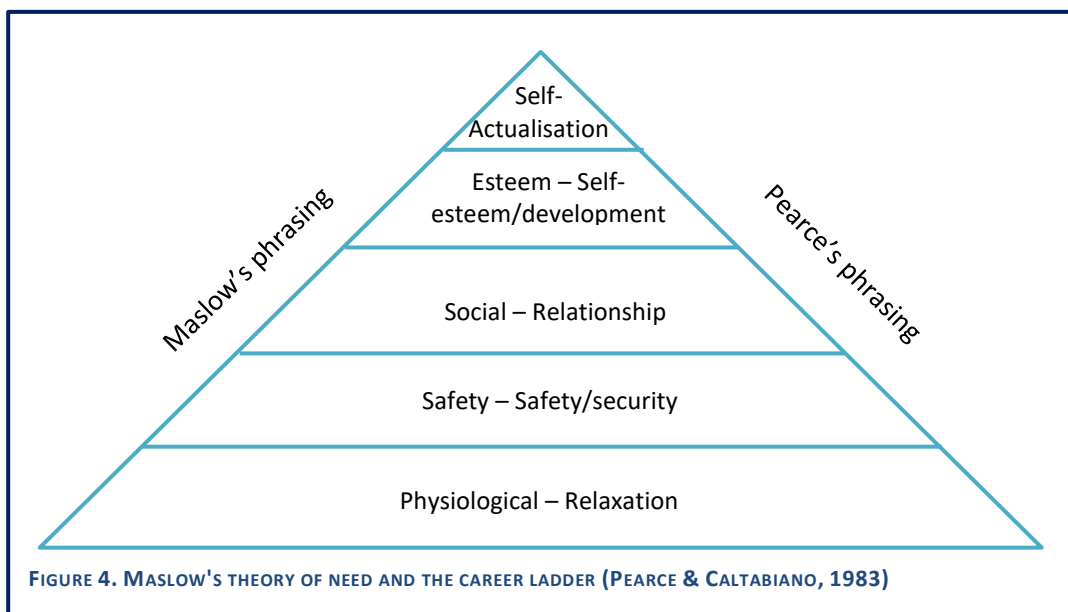 Self-
Actualisation
Esteem – Self-
esteem/development
Maslow's phrasing
Pearce's phrasing
Social – Relationship
Safety – Safety/security
Physiological – Relaxation
FIGURE 4. MASLOW'S THEORY OF NEED AND THE CAREER LADDER (PEARCE & CALTABIANO, 1983)